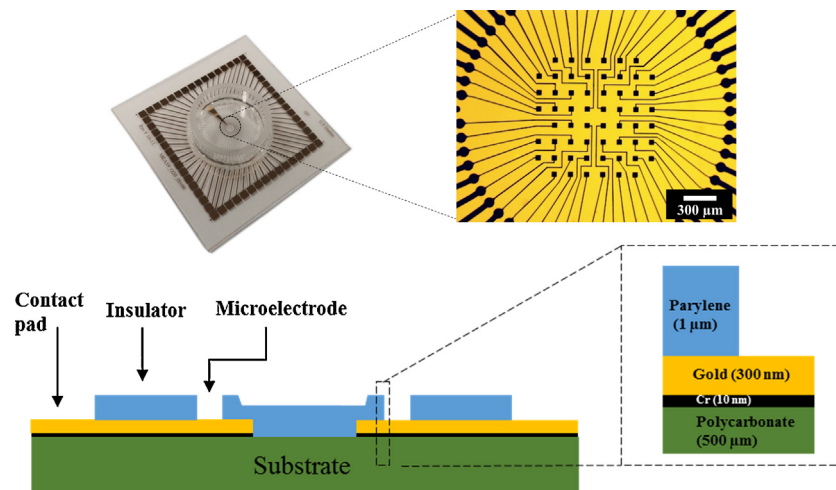 300 µm
Contact
pad
Insulator
Microelectrode
Substrate
Parylene
(1 µm)
Gold (300 nm)
Cr (10 nm)
Polycarbonate
(500 µm)